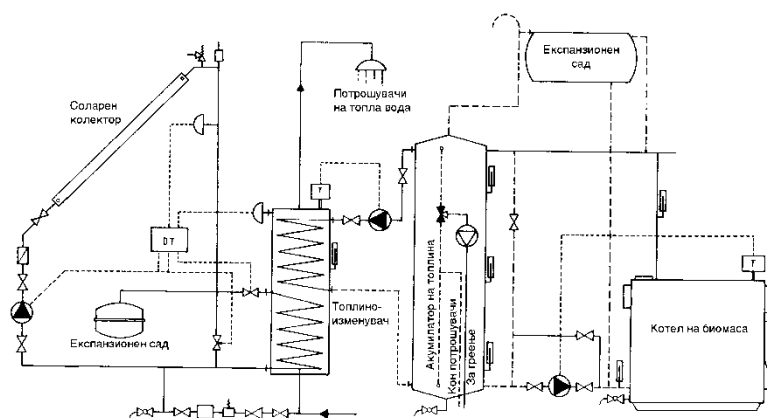 Соларен
колектор
Потрошувачи
на топла вода
Експанзионен
сад
T
DT
T
Акумулатор на топлина
Кон потрошувачи
За греење
Топлино-
изменувач
Експанзионен сад
Котел на биомаса